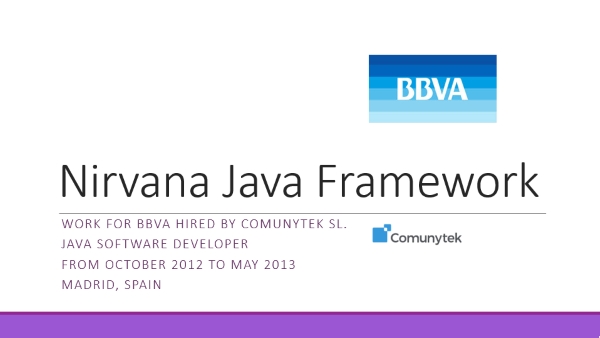 BBVA
Nirvana Java Framework
WORK FOR BBVA HIRED BY COMUNYTEK SL.
JAVA SOFTWARE DEVELOPER
Comunytek
FROM OCTOBER 2012 TO MAY 2013
MADRID, SPAIN